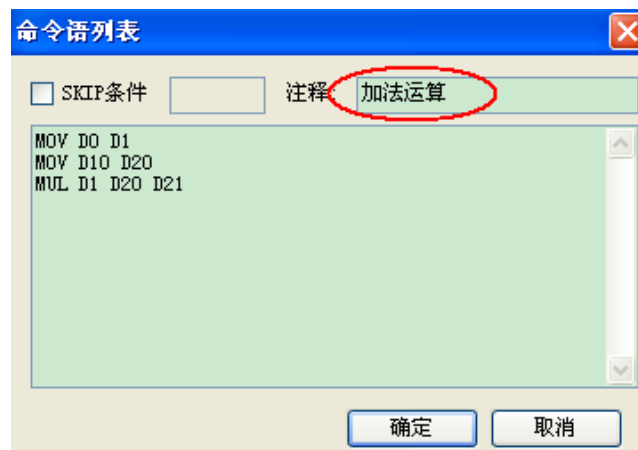 命令语列表
SKIP条件 注释: 加法运算
MOV D0 D1
MOV D10 D20
MUL D1 D20 D21
确定 取消